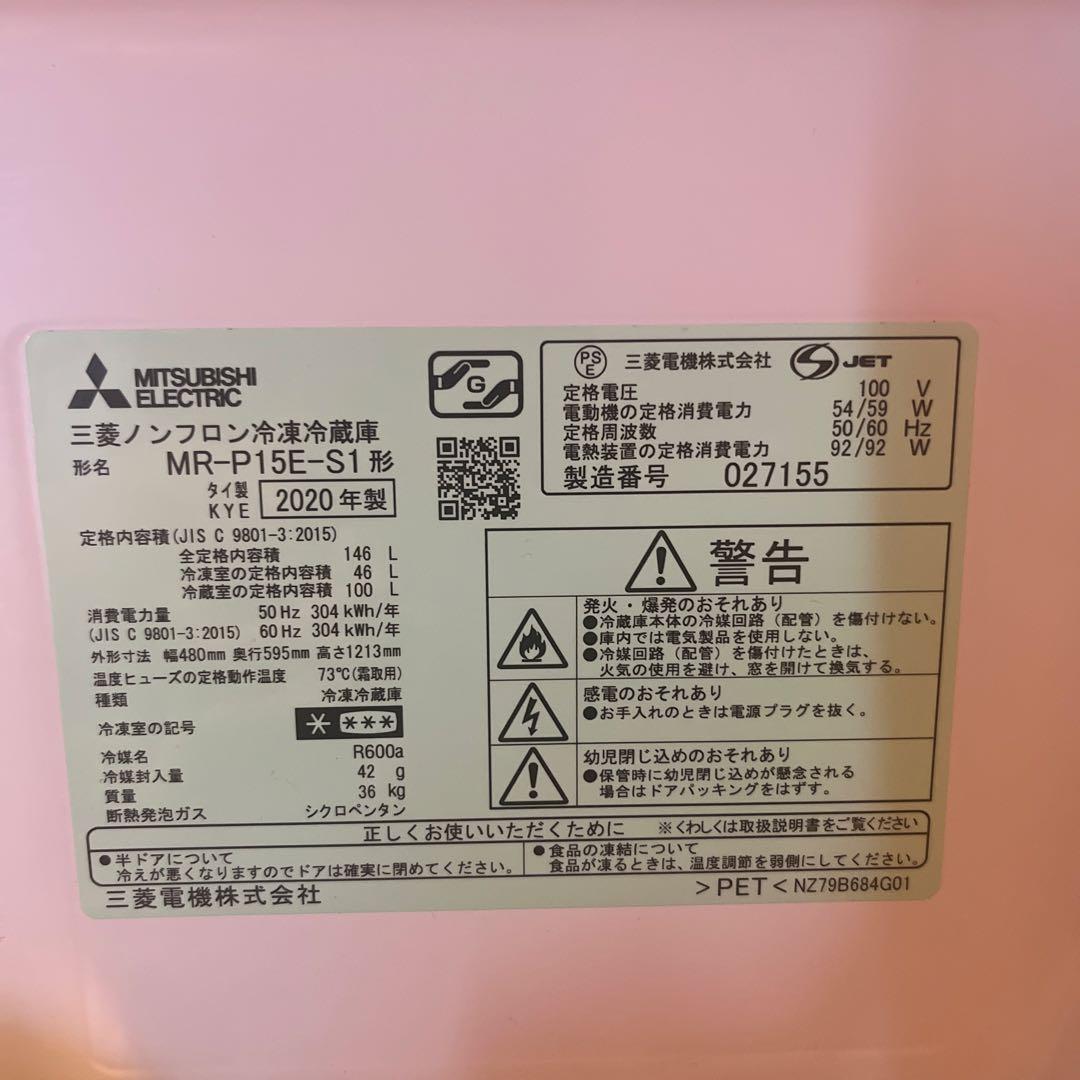 MITSUBISHI
ELECTRIC
三菱ノンフロン冷凍冷蔵庫
形名 MR-P15E-S1形
タイ製
KYE 2020年製
定格内容積(JIS C 9801-3:2015)
全定格内容積 146 L
冷凍室の定格内容積 46 L
冷蔵室の定格内容積 100 L
消費電力量 50Hz 304kWh/年
(JIS C 9801-3:2015) 60Hz 304kWh/年
外形寸法 幅480mm 奥行595mm 高さ1213mm
温度ヒューズの定格動作温度 73℃(霜取用)
種類 冷凍冷蔵庫
冷凍室の記号 * ***
冷媒名 R600a
冷媒封入量 42 g
質量 36 kg
断熱発泡ガス シクロペンタン
G
PS
E
三菱電機株式会社
S JET
定格電圧 100 V
電動機の定格消費電力 54/59 W
定格周波数 50/60 Hz
電熱装置の定格消費電力 92/92 W
製造番号 027155
警告
発火・爆発のおそれあり
●冷蔵庫本体の冷媒回路(配管)を傷付けない。
●庫内では電気製品を使用しない。
●冷媒回路(配管)を傷付けたときは、
火気の使用を避け、窓を開けて換気する。
感電のおそれあり
●お手入れのときは電源プラグを抜く。
幼児閉じ込めのおそれあり
●保管時に幼児閉じ込めが懸念される
場合はドアパッキングをはずす。
正しくお使いいただくために ※くわしくは取扱説明書をご覧ください
●半ドアについて
冷えが悪くなりますのでドアは確実に閉めてください。
●食品の凍結について
食品が凍るときは、温度調節を弱側にしてください。
三菱電機株式会社
>PET< NZ79B684G01